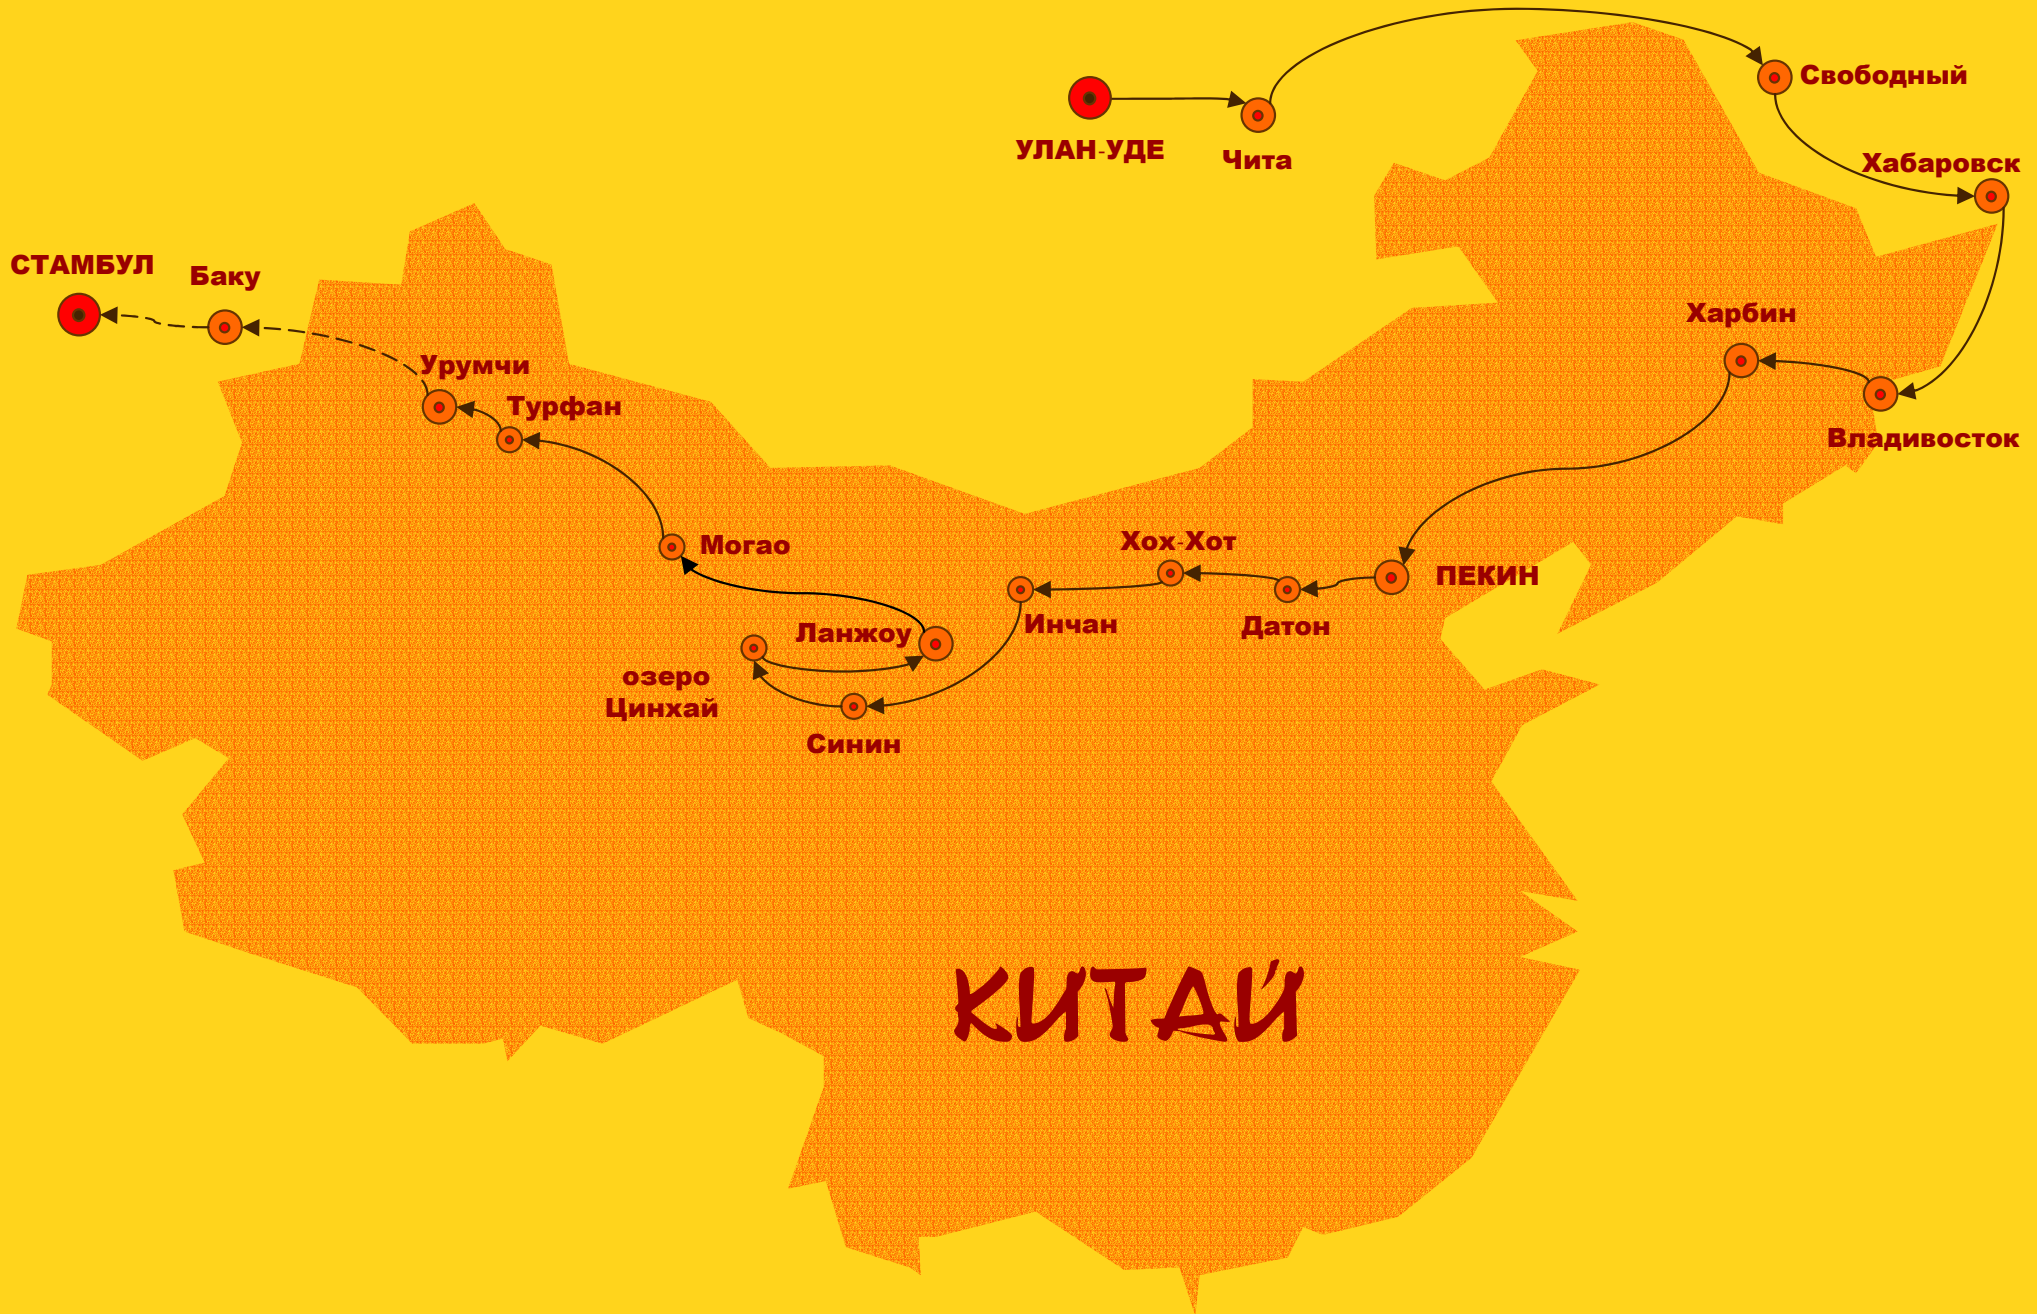 Свободный
УЛАН-УДЕ
Чита
Хабаровск
СТАМБУЛ
Баку
Харбин
Урумчи
Турфан
Владивосток
Могао
Хох-Хот
ПЕКИН
Инчан
Датон
Ланжоу
озеро
Цинхай
Синин
КИТАЙ